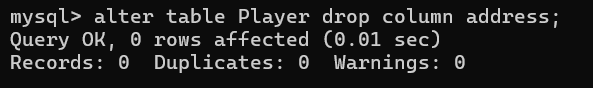 mysql> alter table Player drop column address;
Query OK, 0 rows affected (0.01 sec)
Records: 0  Duplicates: 0  Warnings: 0